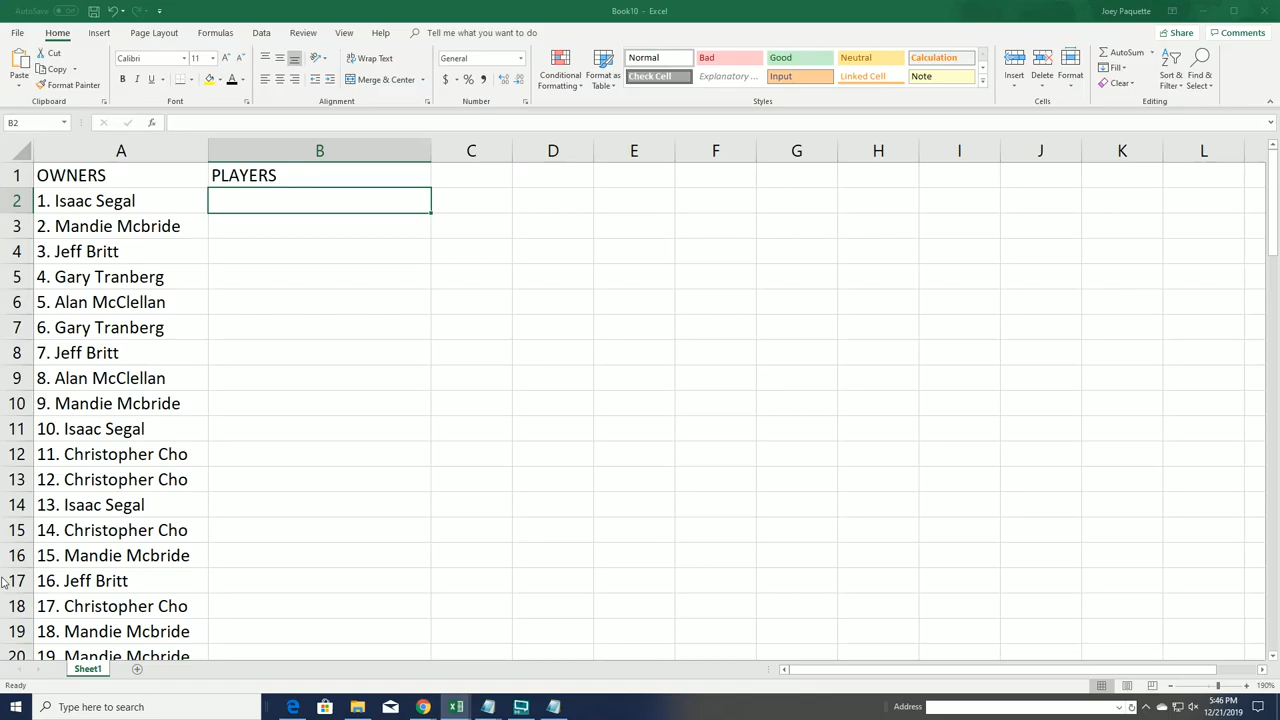 AutoSave Off Book10 - Excel Joey Paquette
File Home Insert Page Layout Formulas Data Review View Help Tell me what you want to do Share Comments
Paste Cut Copy Format Painter Clipboard
Calibri 11 B I U A Font
Wrap Text Merge & Center Alignment
General $ % Number
Conditional Formatting Format as Table
Normal Bad Good Neutral Calculation
Check Cell Explanatory ... Input Linked Cell Note
Styles
Insert Delete Format Cells
AutoSum Fill Clear Sort & Filter Find & Select Editing
B2 fx
A B C D E F G H I J K L
1 OWNERS PLAYERS
2 1. Isaac Segal
3 2. Mandie Mcbride
4 3. Jeff Britt
5 4. Gary Tranberg
6 5. Alan McClellan
7 6. Gary Tranberg
8 7. Jeff Britt
9 8. Alan McClellan
10 9. Mandie Mcbride
11 10. Isaac Segal
12 11. Christopher Cho
13 12. Christopher Cho
14 13. Isaac Segal
15 14. Christopher Cho
16 15. Mandie Mcbride
17 16. Jeff Britt
18 17. Christopher Cho
19 18. Mandie Mcbride
20 19. Mandie Mcbride
Sheet1
Ready 190%
Type here to search Address 5:46 PM
12/21/2019